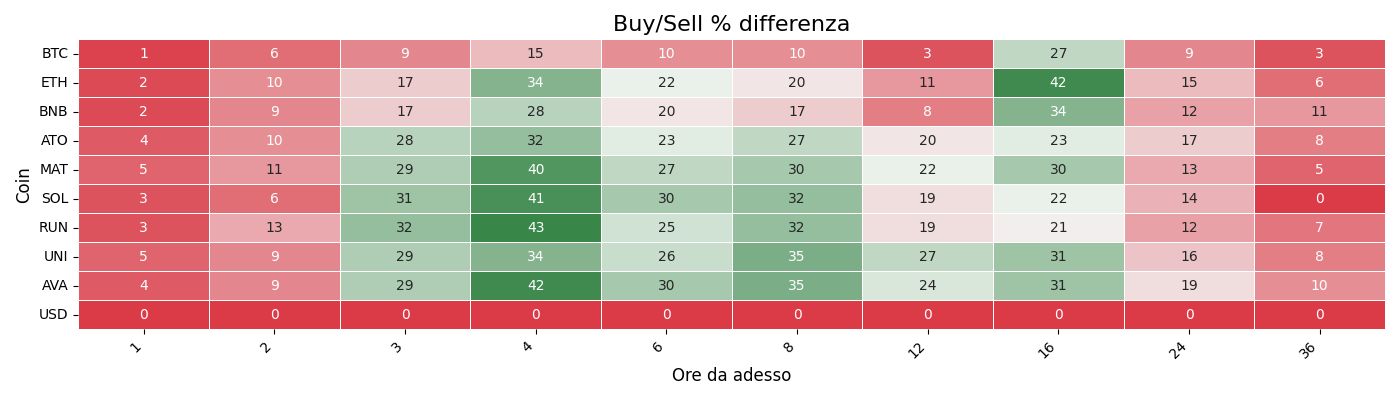 Buy/Sell % differenza
Coin
BTC 1 6 9 15 10 10 3 27 9 3
ETH 2 10 17 34 22 20 11 42 15 6
BNB 2 9 17 28 20 17 8 34 12 11
ATO 4 10 28 32 23 27 20 23 17 8
MAT 5 11 29 40 27 30 22 30 13 5
SOL 3 6 31 41 30 32 19 22 14 0
RUN 3 13 32 43 25 32 19 21 12 7
UNI 5 9 29 34 26 35 27 31 16 8
AVA 4 9 29 42 30 35 24 31 19 10
USD 0 0 0 0 0 0 0 0 0 0
1 2 3 4 6 8 12 16 24 36
Ore da adesso